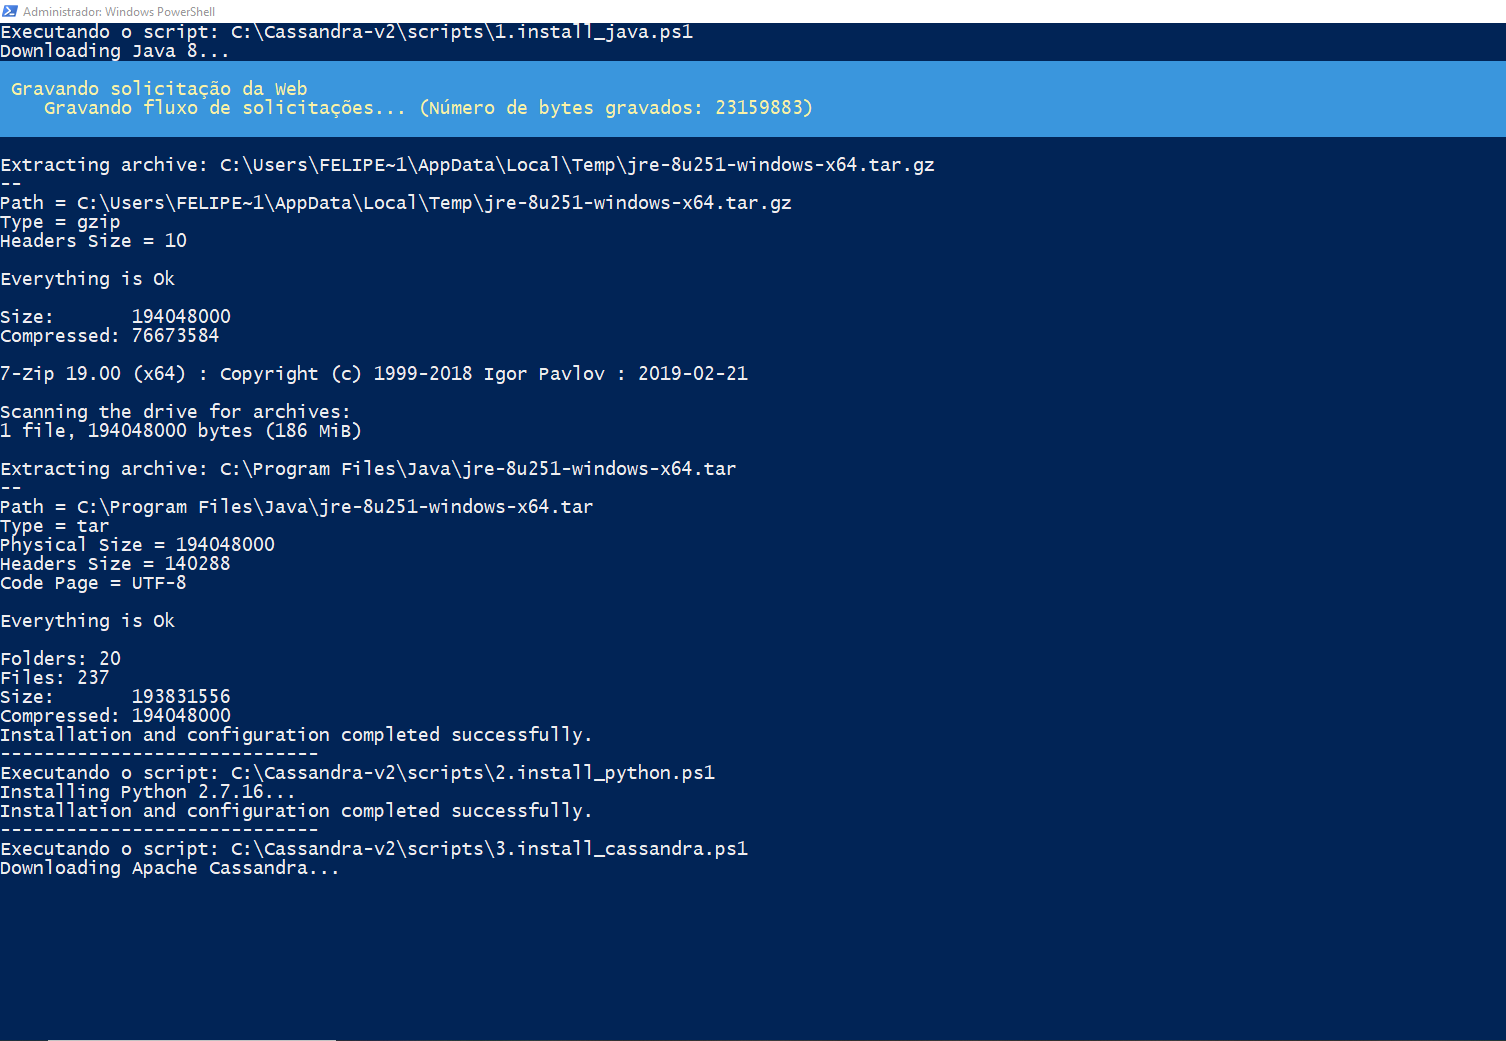 Administrador: Windows PowerShell
Executando o script: C:\Cassandra-v2\scripts\1.install_java.ps1
Downloading Java 8...
Gravando solicitação da Web
Gravando fluxo de solicitações... (Número de bytes gravados: 23159883)
Extracting archive: C:\Users\FELIPE~1\AppData\Local\Temp\jre-8u251-windows-x64.tar.gz
--
Path = C:\Users\FELIPE~1\AppData\Local\Temp\jre-8u251-windows-x64.tar.gz
Type = gzip
Headers Size = 10
Everything is Ok
Size:       194048000
Compressed: 76673584
7-Zip 19.00 (x64) : Copyright (c) 1999-2018 Igor Pavlov : 2019-02-21
Scanning the drive for archives:
1 file, 194048000 bytes (186 MiB)
Extracting archive: C:\Program Files\Java\jre-8u251-windows-x64.tar
--
Path = C:\Program Files\Java\jre-8u251-windows-x64.tar
Type = tar
Physical Size = 194048000
Headers Size = 140288
Code Page = UTF-8
Everything is Ok
Folders: 20
Files: 237
Size:       193831556
Compressed: 194048000
Installation and configuration completed successfully.
-----------------------------
Executando o script: C:\Cassandra-v2\scripts\2.install_python.ps1
Installing Python 2.7.16...
Installation and configuration completed successfully.
-----------------------------
Executando o script: C:\Cassandra-v2\scripts\3.install_cassandra.ps1
Downloading Apache Cassandra...